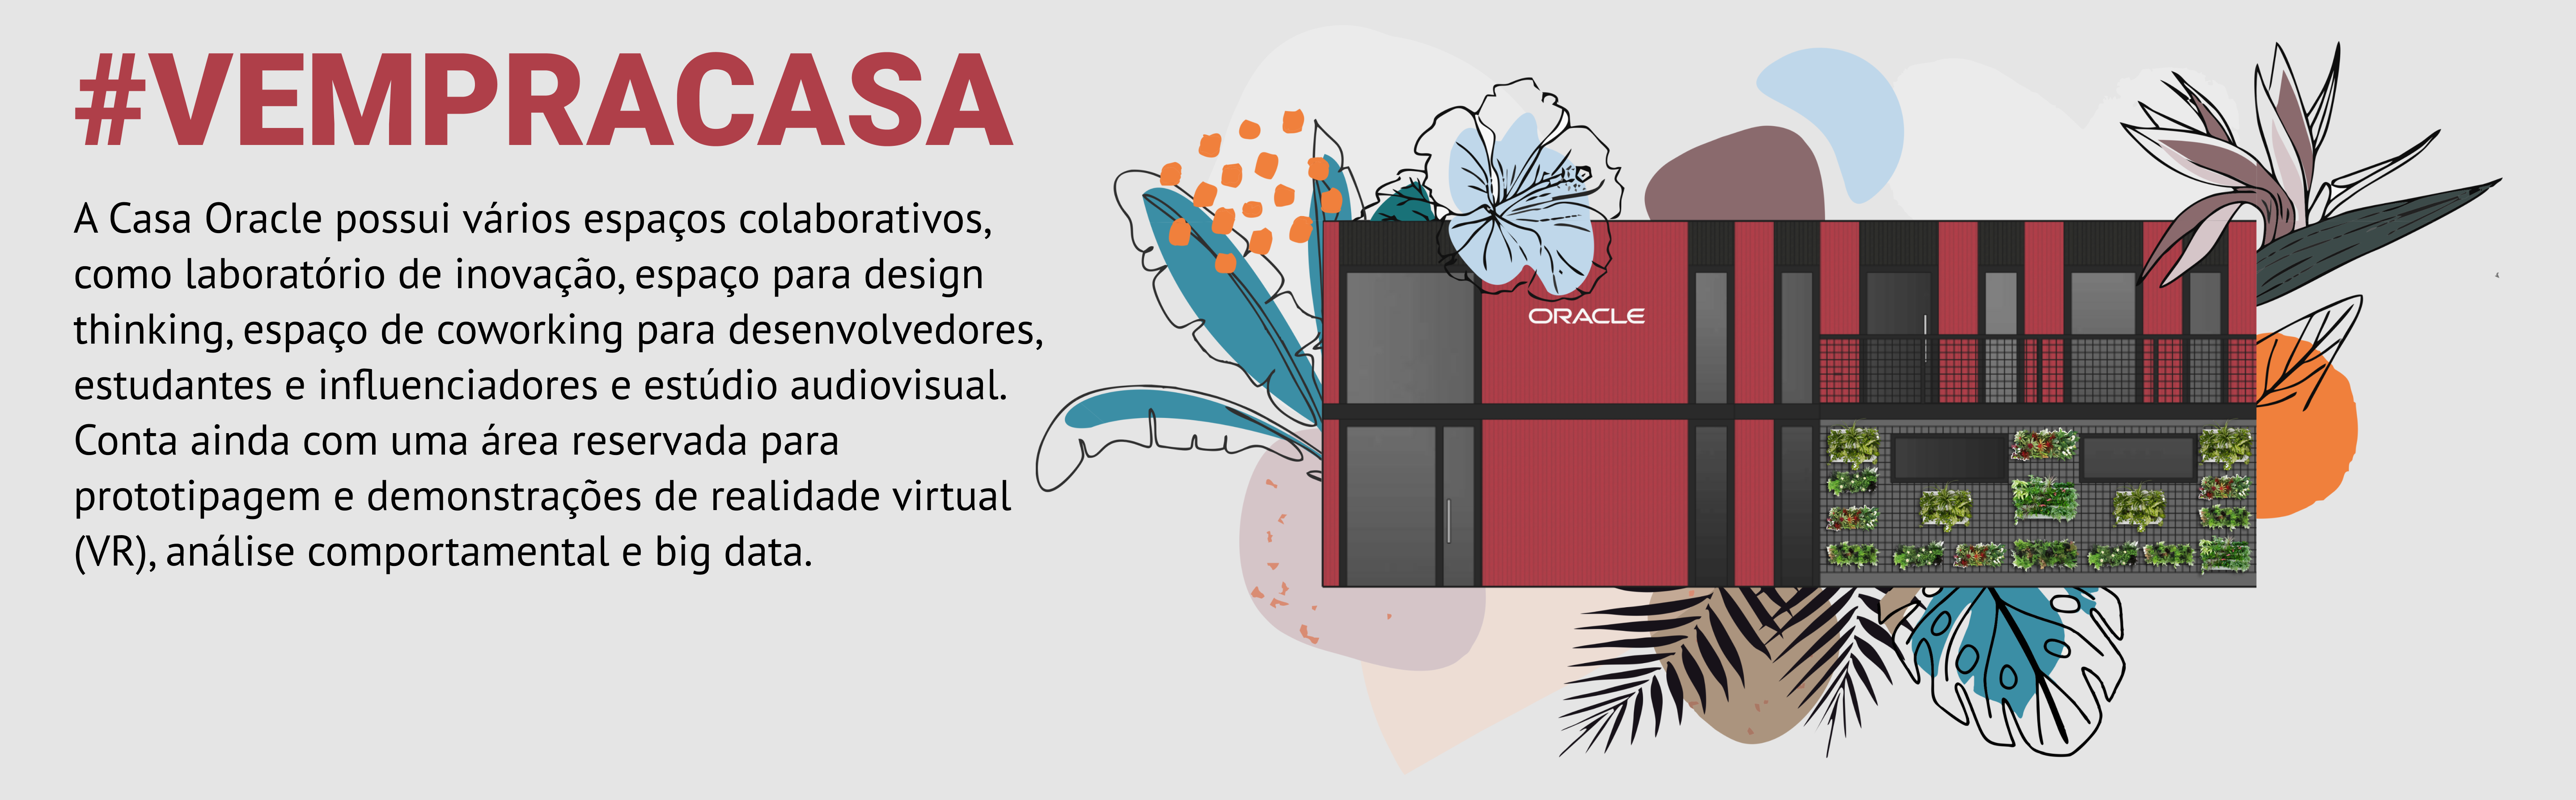 #VEMPRACASA
A Casa Oracle possui vários espaços colaborativos,
como laboratório de inovação, espaço para design
thinking, espaço de coworking para desenvolvedores,
estudantes e influenciadores e estúdio audiovisual.
Conta ainda com uma área reservada para
prototipagem e demonstrações de realidade virtual
(VR), análise comportamental e big data.
ORACLE